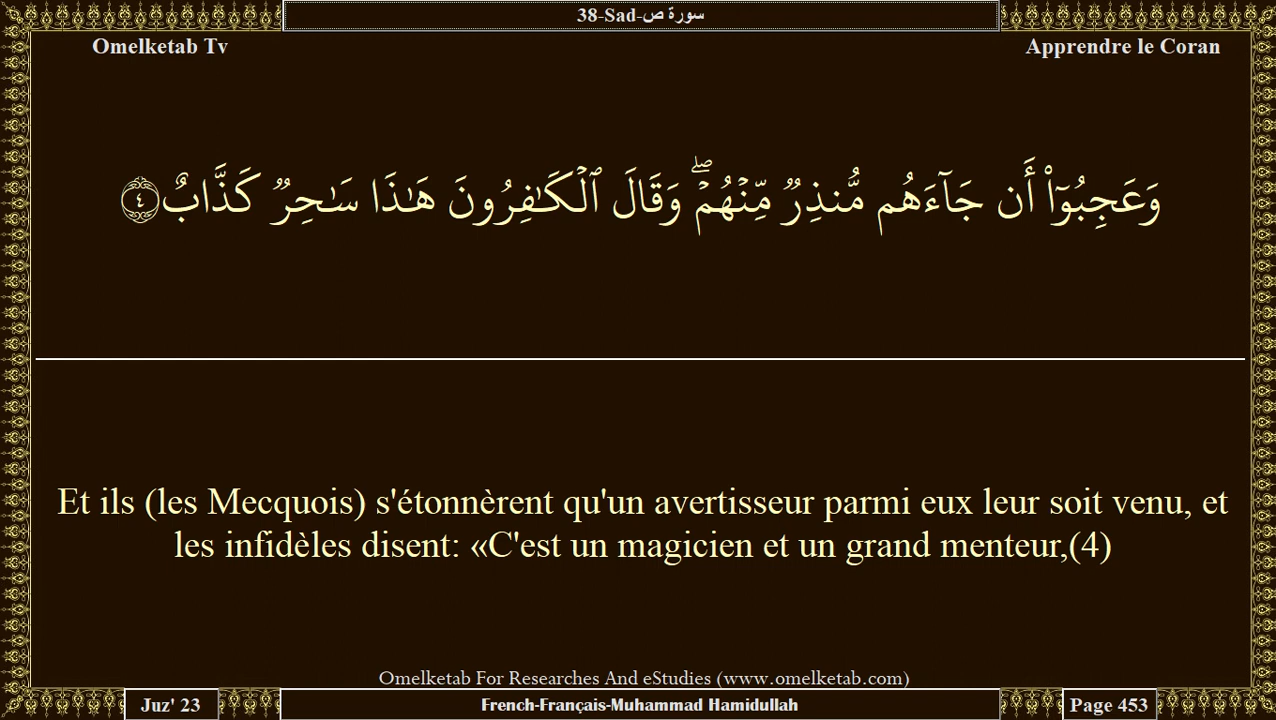 38-Sad-سورة ص
Omelketab Tv
Apprendre le Coran
وَعَجِبُوٓا۟ أَن جَآءَهُم مُّنذِرٌ مِّنْهُمْ ۖ وَقَالَ ٱلْكَـٰفِرُونَ هَـٰذَا سَـٰحِرٌ كَذَّابٌ ٤
Et ils (les Mecquois) s'étonnèrent qu'un avertisseur parmi eux leur soit venu, et
les infidèles disent: «C'est un magicien et un grand menteur,(4)
Omelketab For Researches And eStudies (www.omelketab.com)
Juz' 23
French-Français-Muhammad Hamidullah
Page 453